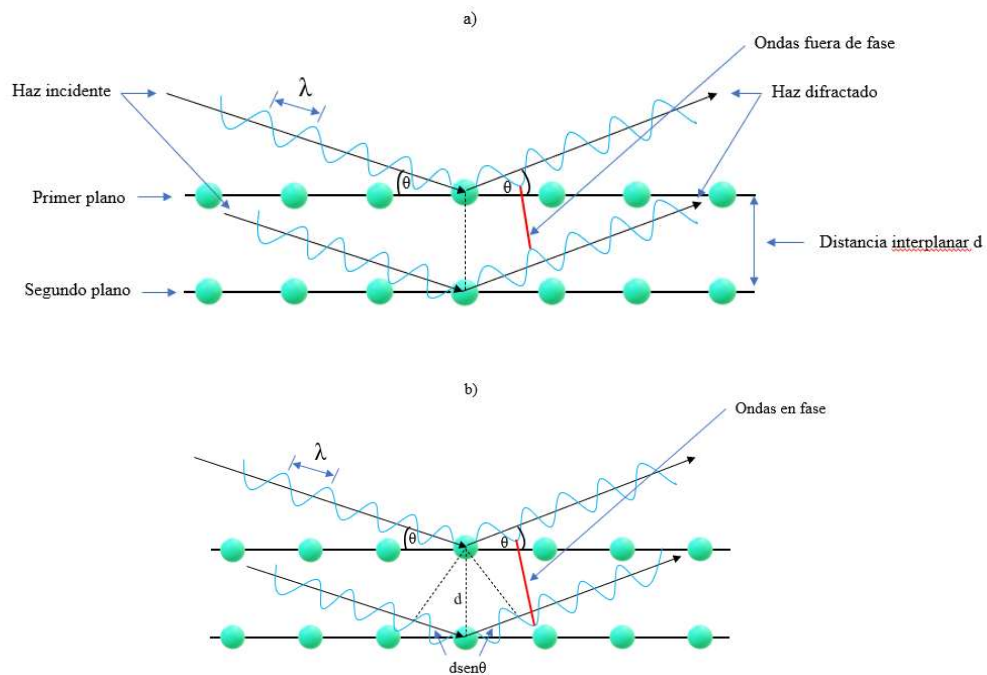 a)
Ondas fuera de fase
λ
Haz incidente
Haz difractado
θ
θ
Primer plano
Distancia interplanar d
Segundo plano
b)
Ondas en fase
λ
θ
θ
d
dsenθ